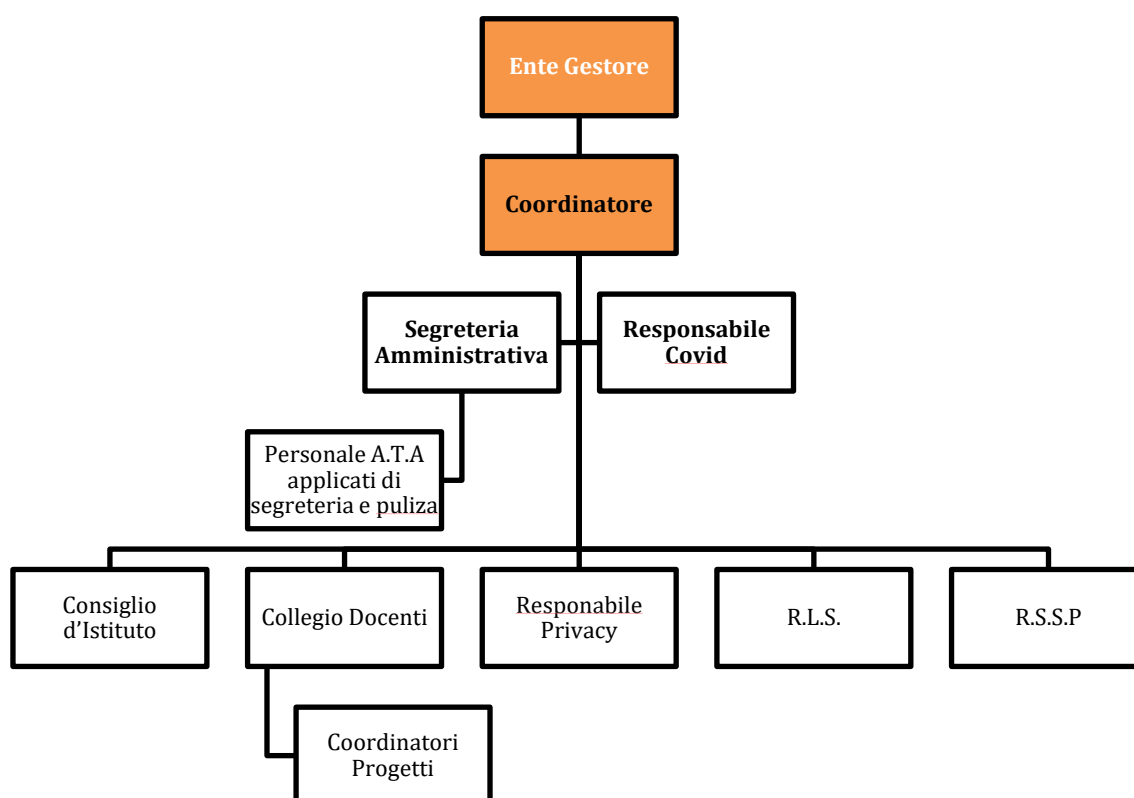 Ente Gestore
Coordinatore
Segreteria
Amministrativa
Responsabile
Covid
Personale A.T.A
applicati di
segreteria e puliza
Consiglio
d’Istituto
Collegio Docenti
Responabile
Privacy
R.L.S.
R.S.S.P
Coordinatori
Progetti